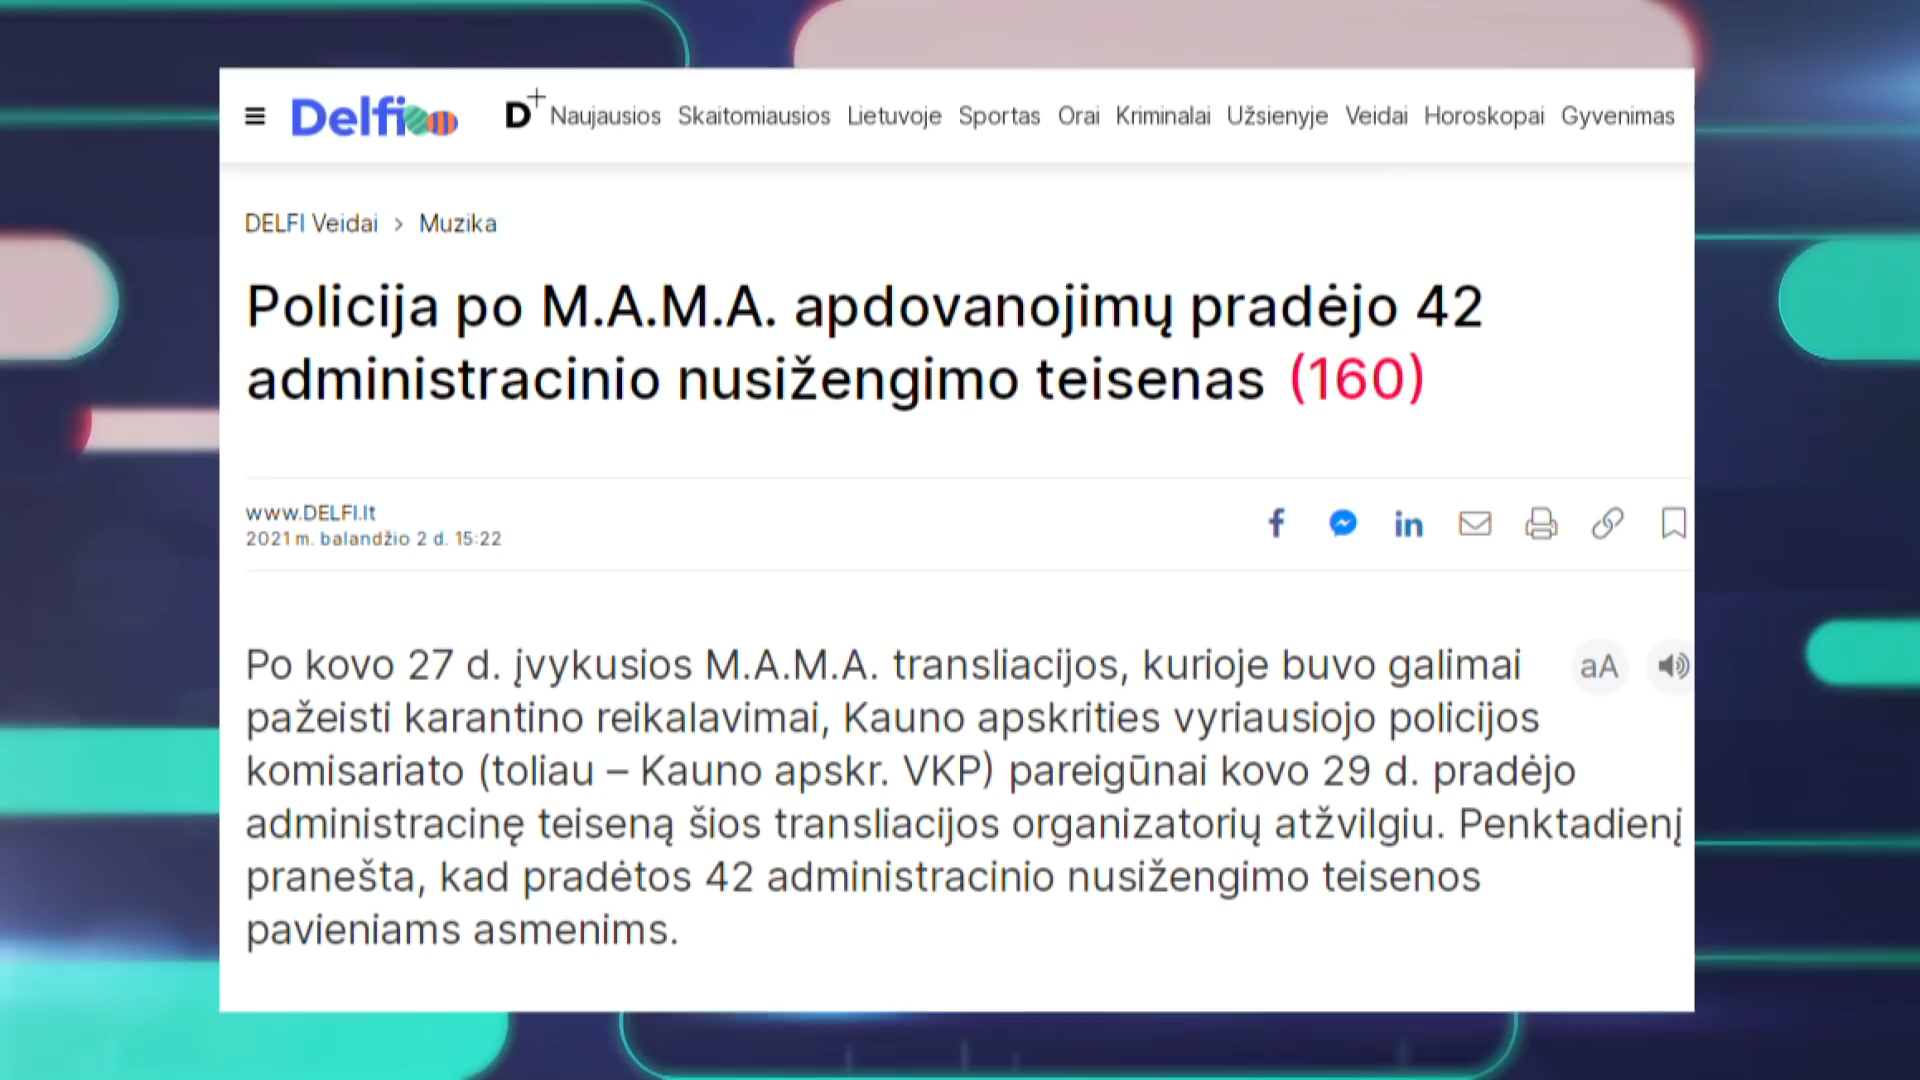 Delfi D+ Naujausios Skaitomiausios Lietuvoje Sportas Orai Kriminalai Užsienyje Veidai Horoskopai Gyvenimas
DELFI Veidai > Muzika
Policija po M.A.M.A. apdovanojimų pradėjo 42
administracinio nusižengimo teisenas (160)
www.DELFI.lt
2021 m. balandžio 2 d. 15:22
Po kovo 27 d. įvykusios M.A.M.A. transliacijos, kurioje buvo galimai
aA
pažeisti karantino reikalavimai, Kauno apskrities vyriausiojo policijos
komisariato (toliau – Kauno apskr. VKP) pareigūnai kovo 29 d. pradėjo
administracinę teiseną šios transliacijos organizatorių atžvilgiu. Penktadienį
pranešta, kad pradėtos 42 administracinio nusižengimo teisenos
pavieniams asmenims.